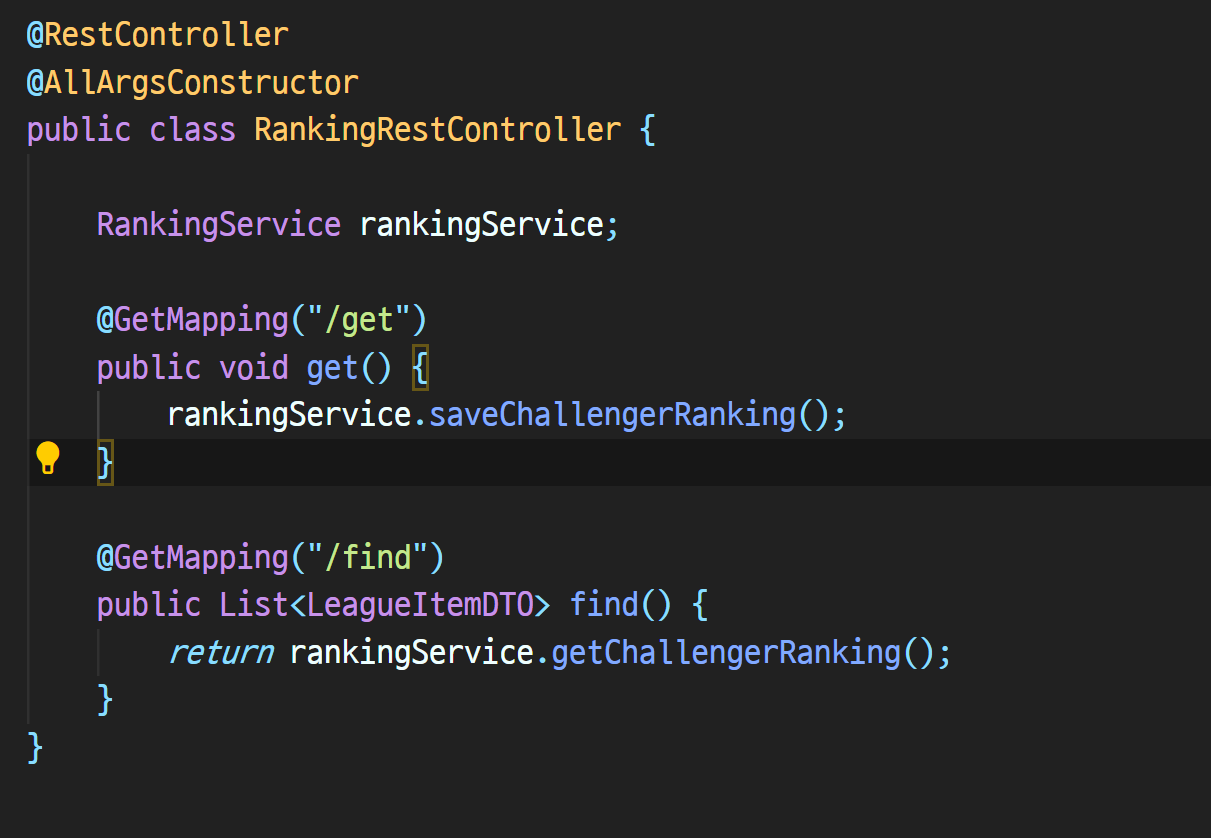 @RestController
@AllArgsConstructor
public class RankingRestController {
RankingService rankingService;
@GetMapping("/get")
public void get() {
rankingService.saveChallengerRanking();
}
@GetMapping("/find")
public List<LeagueItemDTO> find() {
return rankingService.getChallengerRanking();
}
}